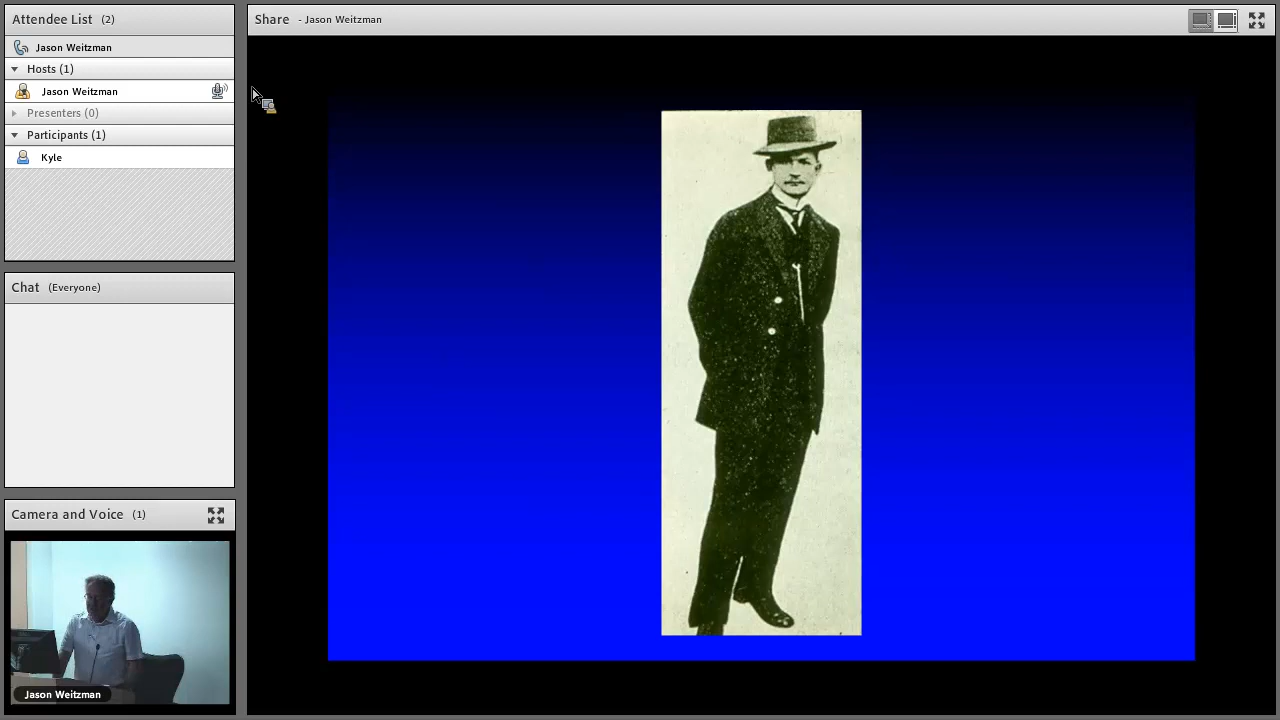 Attendee List (2)
Jason Weitzman
Hosts (1)
Jason Weitzman
Presenters (0)
Participants (1)
Kyle
Chat (Everyone)
Camera and Voice (1)
Jason Weitzman
Share - Jason Weitzman